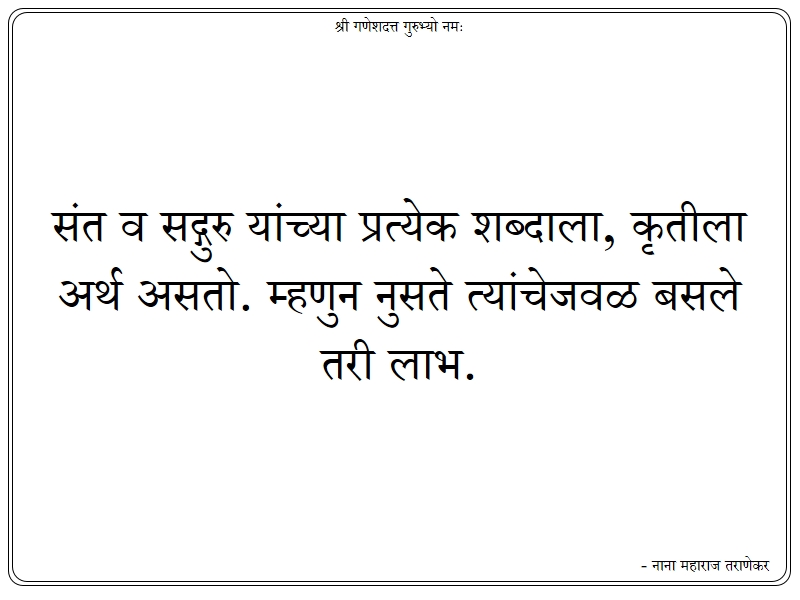 श्री गणेशदत्त गुरुभ्यो नमः
संत व सद्गुरु यांच्या प्रत्येक शब्दाला, कृतीला
अर्थ असतो. म्हणुन नुसते त्यांचेजवळ बसले
तरी लाभ.
- नाना महाराज तराणेकर